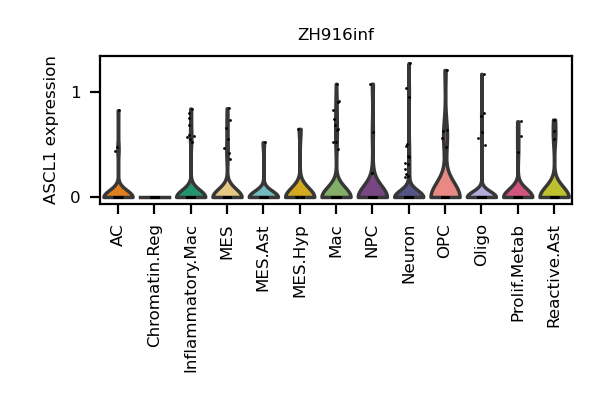 ZH916inf
ASCL1 expression
1
0
AC
Chromatin.Reg
Inflammatory.Mac
MES
MES.Ast
MES.Hyp
Mac
NPC
Neuron
OPC
Oligo
Prolif.Metab
Reactive.Ast